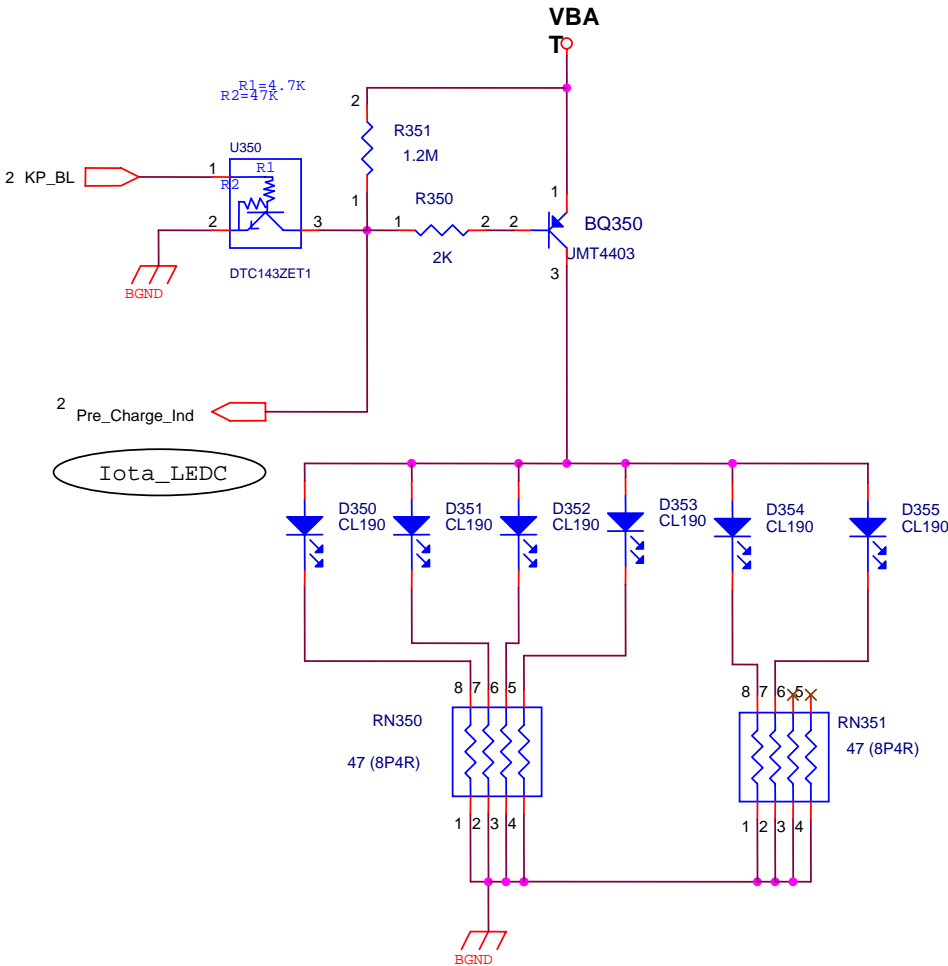 VBA
T
R1=4.7K
R2=47K
2
R351
1.2M
1
U350
1
R1
R2
2
3
2 KP_BL
DTC143ZET1
BGND
R350
1
2
2K
2
1
BQ350
UMT4403
3
2
Pre_Charge_Ind
Iota_LEDC
D350
CL190
D351
CL190
D352
CL190
D353
CL190
D354
CL190
D355
CL190
8 7 6 5
RN350
47 (8P4R)
1 2 3 4
8 7 6 5
RN351
47 (8P4R)
1 2 3 4
BGND